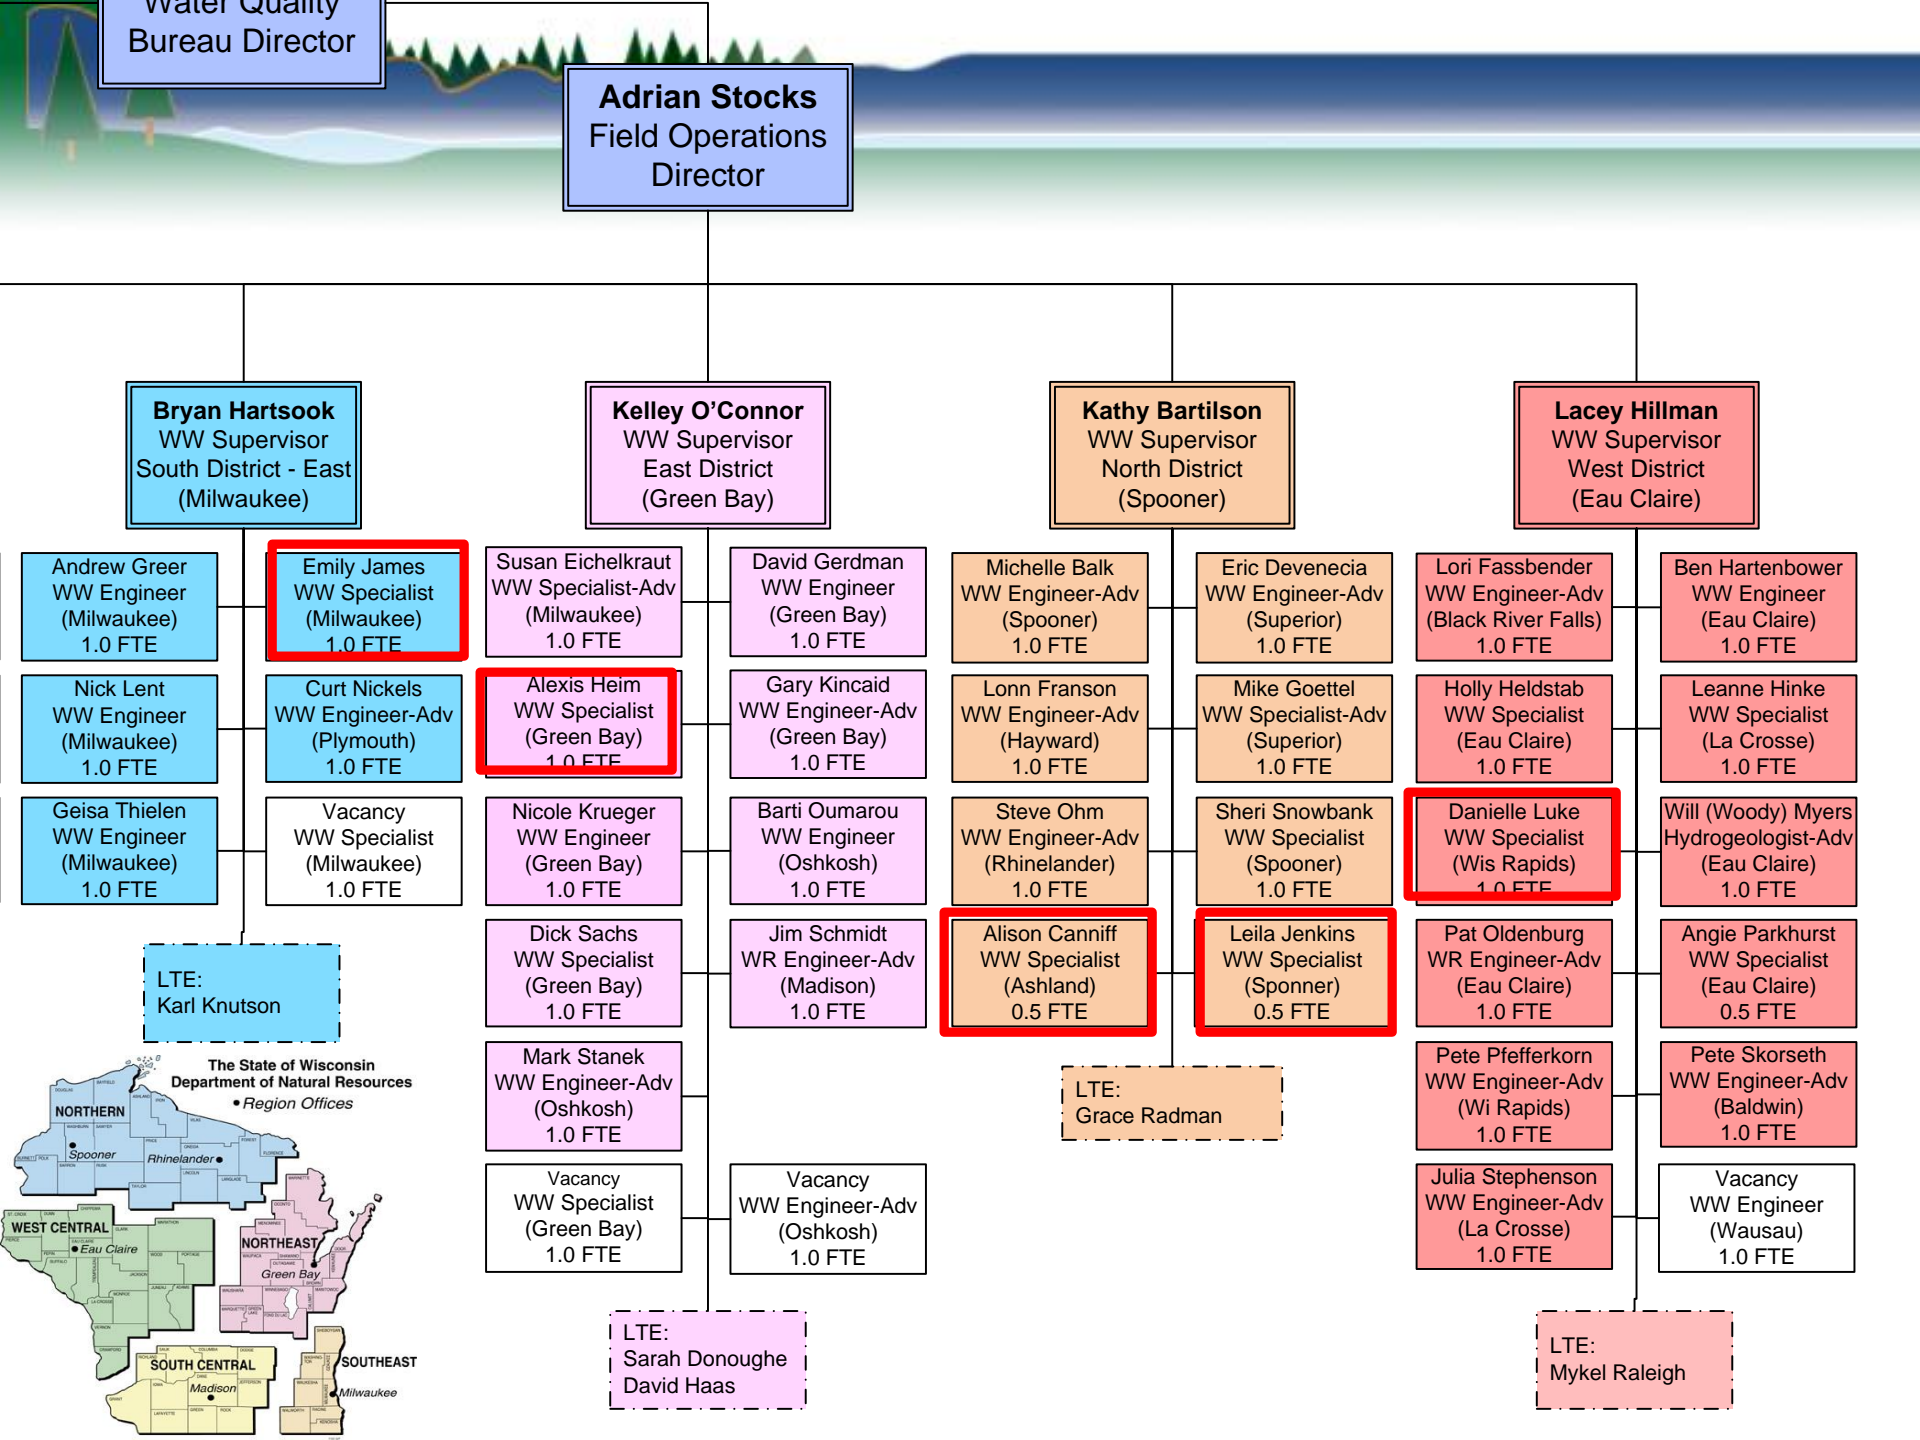 Water Quality
Bureau Director
Adrian Stocks
Field Operations
Director
Bryan Hartsook
WW Supervisor
South District - East
(Milwaukee)
Kelley O’Connor
WW Supervisor
East District
(Green Bay)
Kathy Bartilson
WW Supervisor
North District
(Spooner)
Lacey Hillman
WW Supervisor
West District
(Eau Claire)
Andrew Greer
WW Engineer
(Milwaukee)
1.0 FTE
Emily James
WW Specialist
(Milwaukee)
1.0 FTE
Nick Lent
WW Engineer
(Milwaukee)
1.0 FTE
Curt Nickels
WW Engineer-Adv
(Plymouth)
1.0 FTE
Geisa Thielen
WW Engineer
(Milwaukee)
1.0 FTE
Vacancy
WW Specialist
(Milwaukee)
1.0 FTE
LTE:
Karl Knutson
Susan Eichelkraut
WW Specialist-Adv
(Milwaukee)
1.0 FTE
David Gerdman
WW Engineer
(Green Bay)
1.0 FTE
Alexis Heim
WW Specialist
(Green Bay)
1.0 FTE
Gary Kincaid
WW Engineer-Adv
(Green Bay)
1.0 FTE
Nicole Krueger
WW Engineer
(Green Bay)
1.0 FTE
Barti Oumarou
WW Engineer
(Oshkosh)
1.0 FTE
Dick Sachs
WW Specialist
(Green Bay)
1.0 FTE
Jim Schmidt
WR Engineer-Adv
(Madison)
1.0 FTE
Mark Stanek
WW Engineer-Adv
(Oshkosh)
1.0 FTE
Vacancy
WW Specialist
(Green Bay)
1.0 FTE
Vacancy
WW Engineer-Adv
(Oshkosh)
1.0 FTE
LTE:
Sarah Donoughe
David Haas
Michelle Balk
WW Engineer-Adv
(Spooner)
1.0 FTE
Eric Devenecia
WW Engineer-Adv
(Superior)
1.0 FTE
Lonn Franson
WW Engineer-Adv
(Hayward)
1.0 FTE
Mike Goettel
WW Specialist-Adv
(Superior)
1.0 FTE
Steve Ohm
WW Engineer-Adv
(Rhinelander)
1.0 FTE
Sheri Snowbank
WW Specialist
(Spooner)
1.0 FTE
Alison Canniff
WW Specialist
(Ashland)
0.5 FTE
Leila Jenkins
WW Specialist
(Sponner)
0.5 FTE
LTE:
Grace Radman
Lori Fassbender
WW Engineer-Adv
(Black River Falls)
1.0 FTE
Ben Hartenbower
WW Engineer
(Eau Claire)
1.0 FTE
Holly Heldstab
WW Specialist
(Eau Claire)
1.0 FTE
Leanne Hinke
WW Specialist
(La Crosse)
1.0 FTE
Danielle Luke
WW Specialist
(Wis Rapids)
1.0 FTE
Will (Woody) Myers
Hydrogeologist-Adv
(Eau Claire)
1.0 FTE
Pat Oldenburg
WR Engineer-Adv
(Eau Claire)
1.0 FTE
Angie Parkhurst
WW Specialist
(Eau Claire)
0.5 FTE
Pete Pfefferkorn
WW Engineer-Adv
(Wi Rapids)
1.0 FTE
Pete Skorseth
WW Engineer-Adv
(Baldwin)
1.0 FTE
Julia Stephenson
WW Engineer-Adv
(La Crosse)
1.0 FTE
Vacancy
WW Engineer
(Wausau)
1.0 FTE
LTE:
Mykel Raleigh
The State of Wisconsin
Department of Natural Resources
• Region Offices
NORTHERN
Spooner
Rhinelander
WEST CENTRAL
Eau Claire
NORTHEAST
Green Bay
SOUTH CENTRAL
Madison
SOUTHEAST
Milwaukee